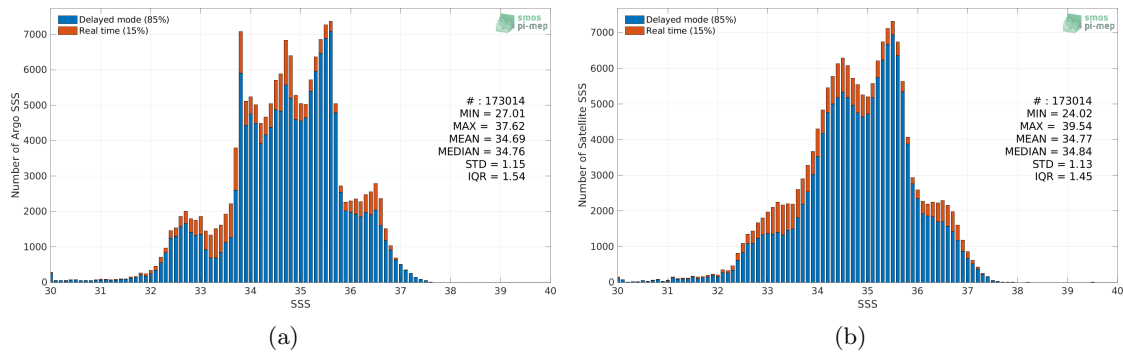 Delayed mode (85%)
Real time (15%)
smos
pi-mep
7000
6000
5000
4000
3000
2000
1000
0
Number of Argo SSS
# : 173014
MIN = 27.01
MAX = 37.62
MEAN = 34.69
MEDIAN = 34.76
STD = 1.15
IQR = 1.54
30 31 32 33 34 35 36 37 38 39 40
SSS
(a)
Delayed mode (85%)
Real time (15%)
smos
pi-mep
7000
6000
5000
4000
3000
2000
1000
0
Number of Satellite SSS
# : 173014
MIN = 24.02
MAX = 39.54
MEAN = 34.77
MEDIAN = 34.84
STD = 1.13
IQR = 1.45
30 31 32 33 34 35 36 37 38 39 40
SSS
(b)